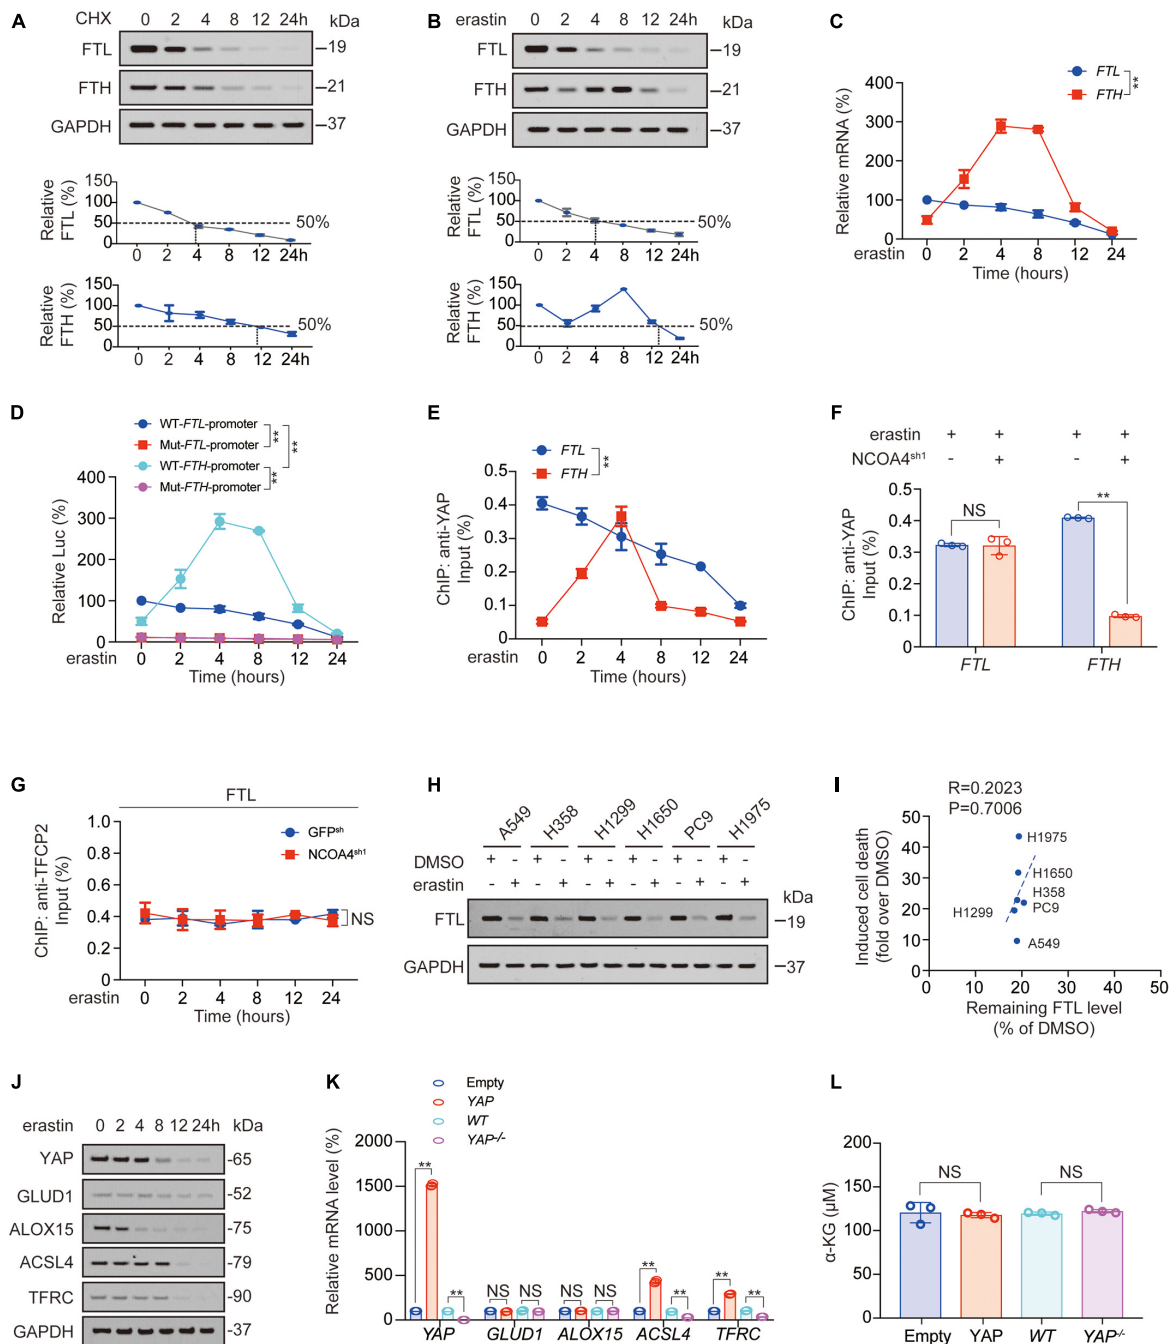 A
CHX 0 2 4 8 12 24h kDa
FTL –19
FTH –21
GAPDH –37
Relative FTL (%)
150
100
50
0
50%
0 2 4 8 12 24h
Relative FTH (%)
150
100
50
0
50%
0 2 4 8 12 24h
B
erastin 0 2 4 8 12 24h kDa
FTL –19
FTH –21
GAPDH –37
Relative FTL (%)
150
100
50
0
50%
0 2 4 8 12 24h
Relative FTH (%)
150
100
50
0
50%
0 2 4 8 12 24h
C
FTL
FTH
**
Relative mRNA (%)
400
300
200
100
0
erastin 0 2 4 8 12 24
Time (hours)
D
WT-FTL-promoter
Mut-FTL-promoter
WT-FTH-promoter
Mut-FTH-promoter
**
**
**
Relative Luc (%)
400
300
200
100
0
erastin 0 2 4 8 12 24
Time (hours)
E
FTL
FTH
**
ChIP: anti-YAP
Input (%)
0.5
0.4
0.3
0.2
0.1
0
erastin 0 2 4 8 12 24
Time (hours)
F
erastin + + + +
NCOA4sh1 - + - +
ChIP: anti-YAP
Input (%)
0.5
0.4
0.3
0.1
0
NS
**
FTL FTH
G
FTL
GFPsh
NCOA4sh1
ChIP: anti-TFCP2
Input (%)
1.0
0.8
0.6
0.4
0.2
0
NS
erastin 0 2 4 8 12 24
Time (hours)
H
A549 H358 H1299 H1650 PC9 H1975
DMSO + - + - + - + - + - + -
erastin - + - + - + - + - + - +
kDa
FTL –19
GAPDH –37
I
R=0.2023
P=0.7006
Induced cell death
(fold over DMSO)
50
40
30
20
10
0
H1975
H1650
H358
PC9
H1299
A549
0 10 20 30 40 50
Remaining FTL level
(% of DMSO)
J
erastin 0 2 4 8 12 24h kDa
YAP -65
GLUD1 -52
ALOX15 -75
ACSL4 -79
TFRC -90
GAPDH -37
K
Empty
YAP
WT
YAP-/-
Relative mRNA level (%)
2000
1500
1000
500
0
** ** NS NS NS NS ** ** ** **
YAP GLUD1 ALOX15 ACSL4 TFRC
L
α-KG (μM)
200
150
100
50
0
NS NS
Empty YAP WT YAP-/-